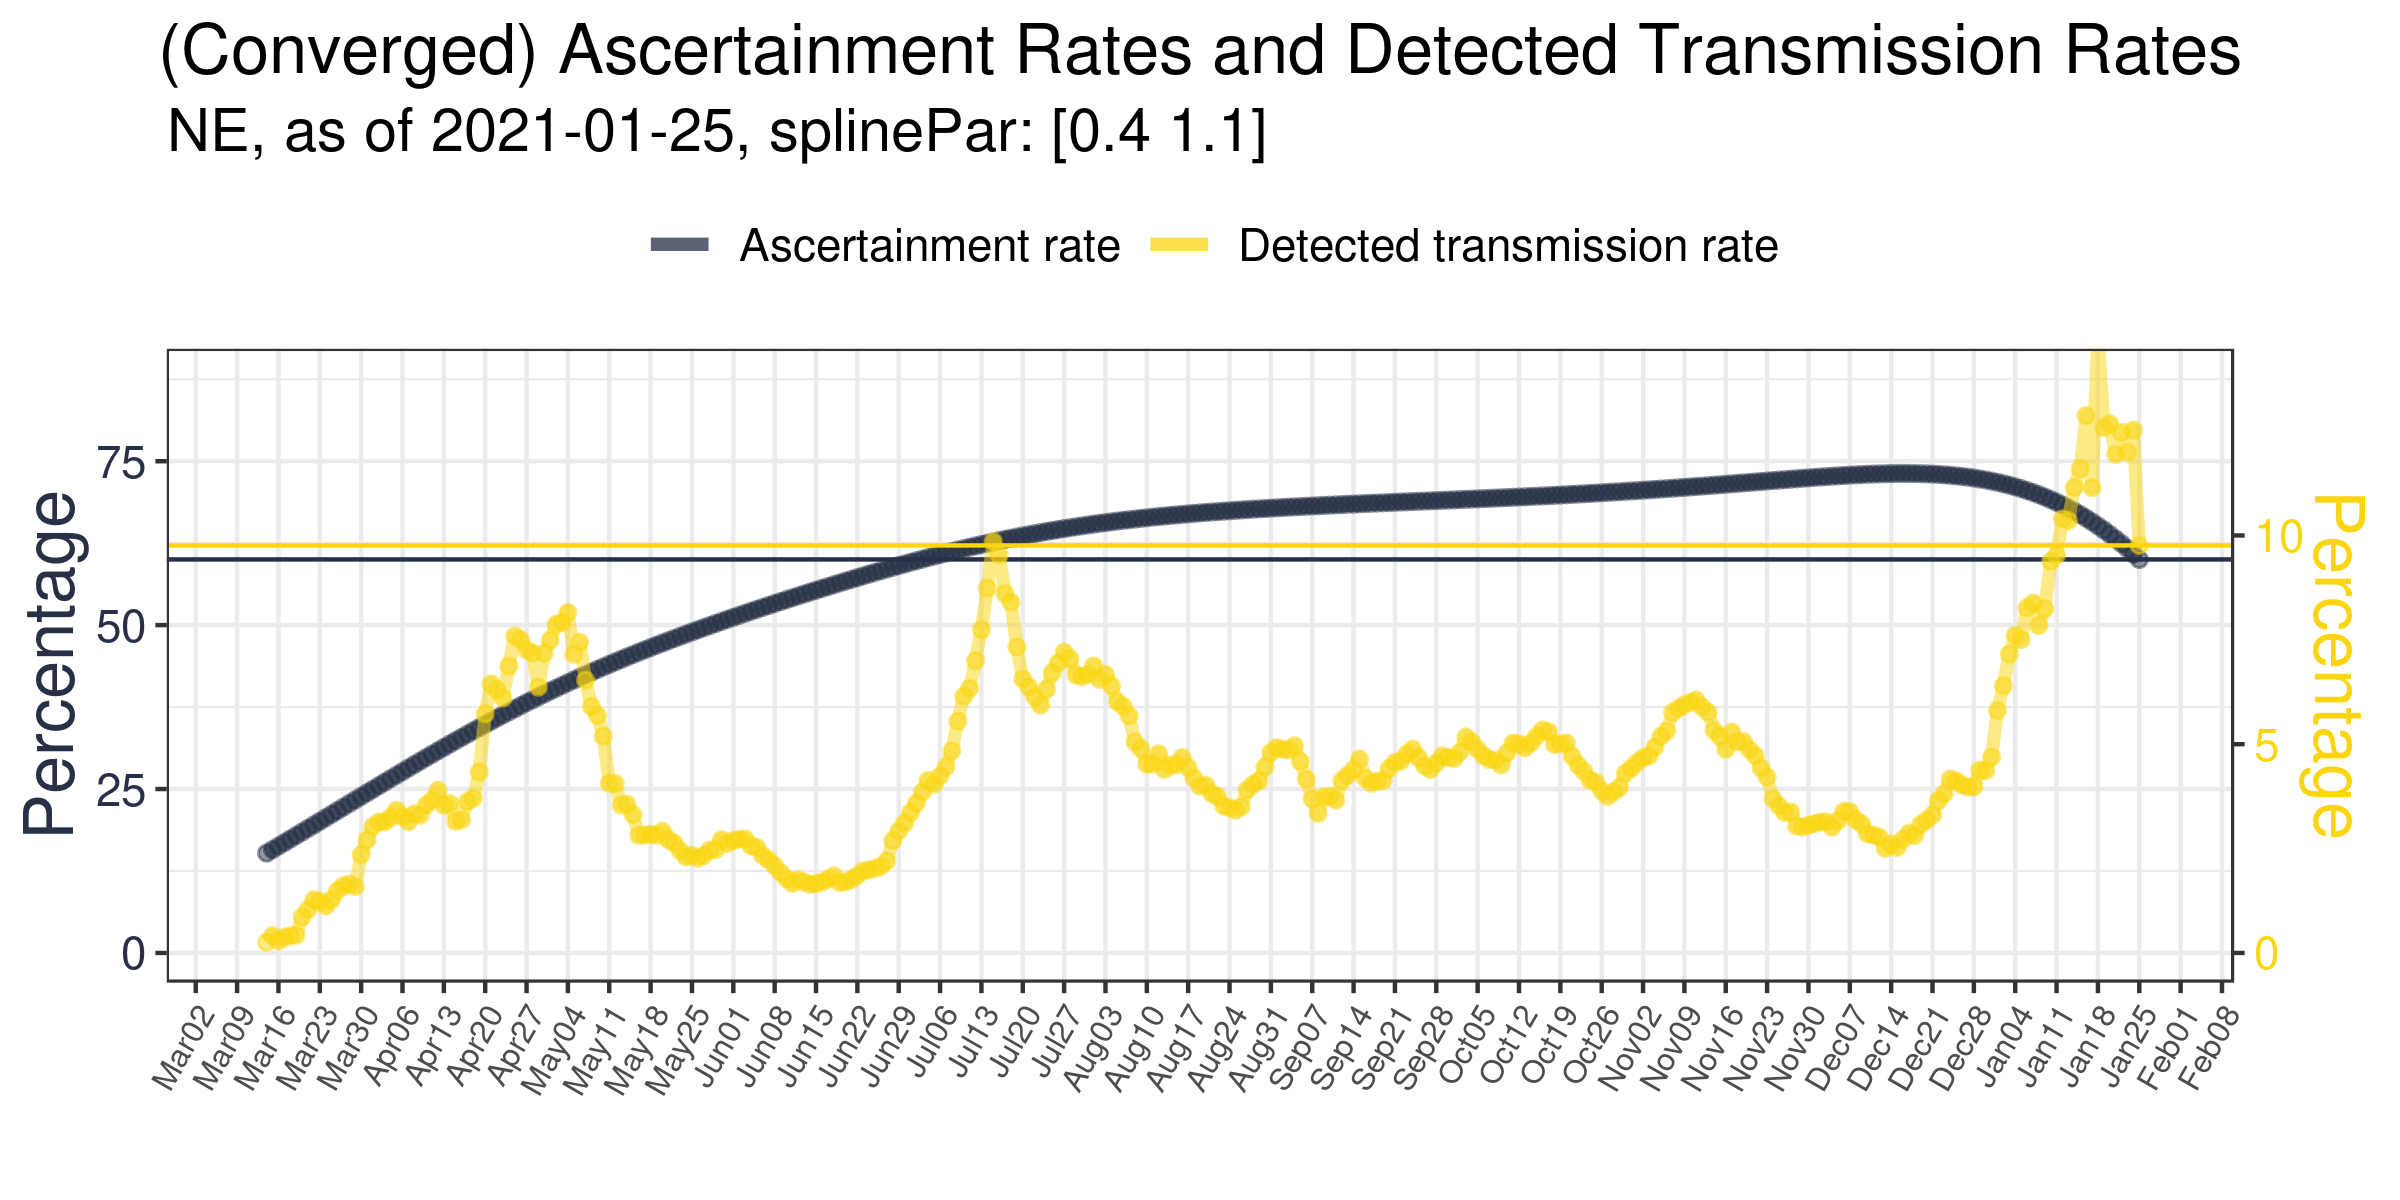 (Converged) Ascertainment Rates and Detected Transmission Rates
NE, as of 2021-01-25, splinePar: [0.4 1.1]
Ascertainment rate Detected transmission rate
Percentage
75
50
25
0
10
5
0
Percentage
Mar02 Mar09 Mar16 Mar23 Mar30 Apr06 Apr13 Apr20 Apr27 May04 May11 May18 May25 Jun01 Jun08 Jun15 Jun22 Jun29 Jul06 Jul13 Jul20 Jul27 Aug03 Aug10 Aug17 Aug24 Aug31 Sep07 Sep14 Sep21 Sep28 Oct05 Oct12 Oct19 Oct26 Nov02 Nov09 Nov16 Nov23 Nov30 Dec07 Dec14 Dec21 Dec28 Jan04 Jan11 Jan18 Jan25 Feb01 Feb08